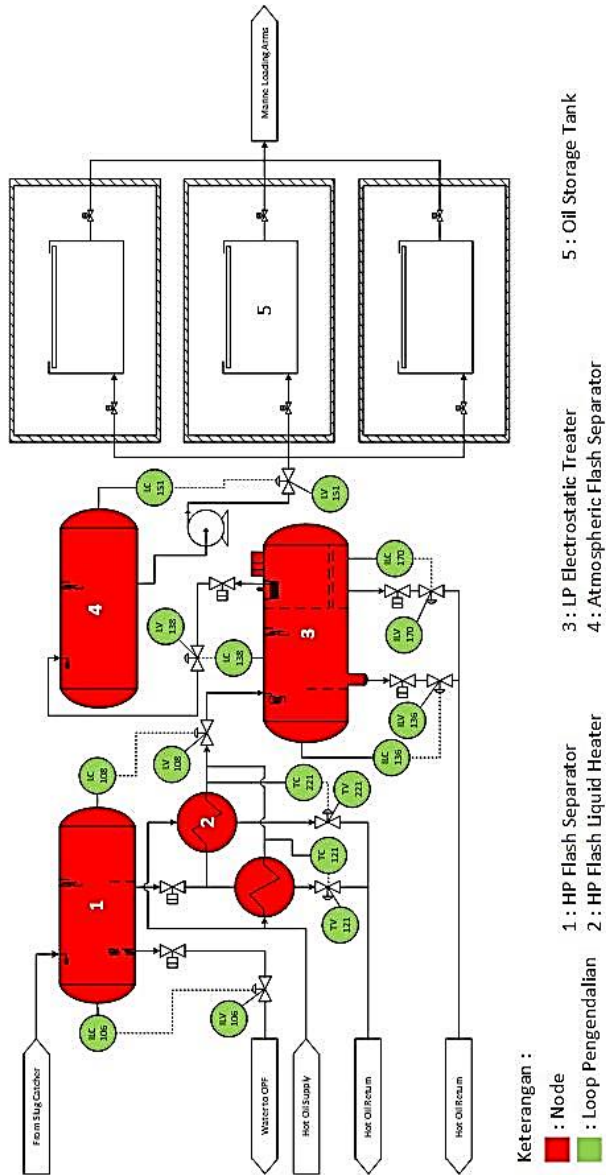 From Slug Catcher
Water to OPF
Hot Oil Supply
Hot Oil Return
Hot Oil Return
ILC
106
ILV
106
1
LC
108
LV
108
2
TC
221
TV
221
TC
121
TV
121
LV
138
LC
138
3
ILC
136
ILV
136
ILC
170
ILV
170
4
LC
151
LV
151
5
Marine Loading Arms
Keterangan :
: Node
: Loop Pengendalian
1 : HP Flash Separator
2 : HP Flash Liquid Heater
3 : LP Electrostatic Treater
4 : Atmospheric Flash Separator
5 : Oil Storage Tank